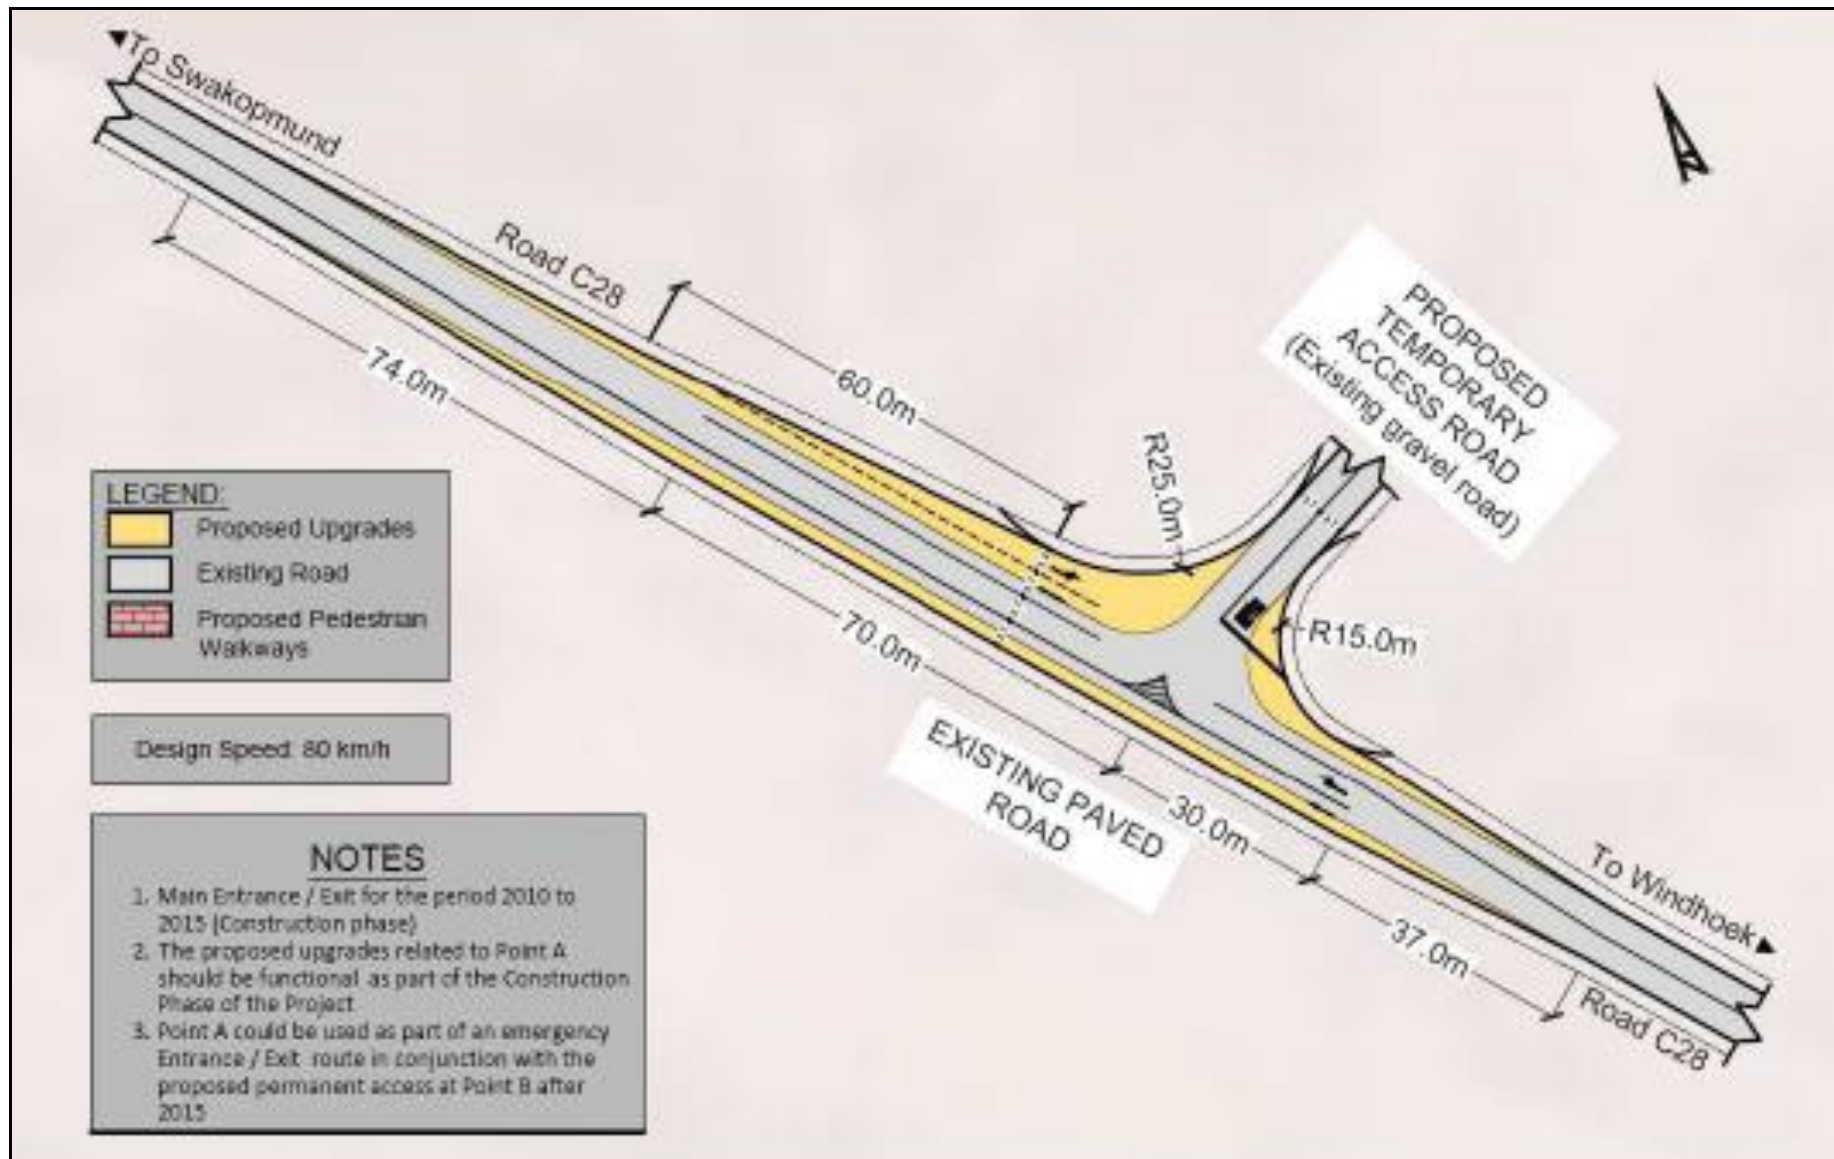 To Swakopmund
Road C28
74.0m
60.0m
R25.0m
PROPOSED
TEMPORARY
ACCESS ROAD
(Existing gravel road)
R15.0m
70.0m
EXISTING PAVED
ROAD
30.0m
37.0m
To Windhoek
Road C28
LEGEND:
Proposed Upgrades
Existing Road
Proposed Pedestrian
Walkways
Design Speed: 80 km/h
NOTES
1. Main Entrance / Exit for the period 2010 to
2015 (Construction phase)
2. The proposed upgrades related to Point A
should be functional as part of the Construction
Phase of the Project
3. Point A could be used as part of an emergency
Entrance / Exit route in conjunction with the
proposed permanent access at Point B after
2015